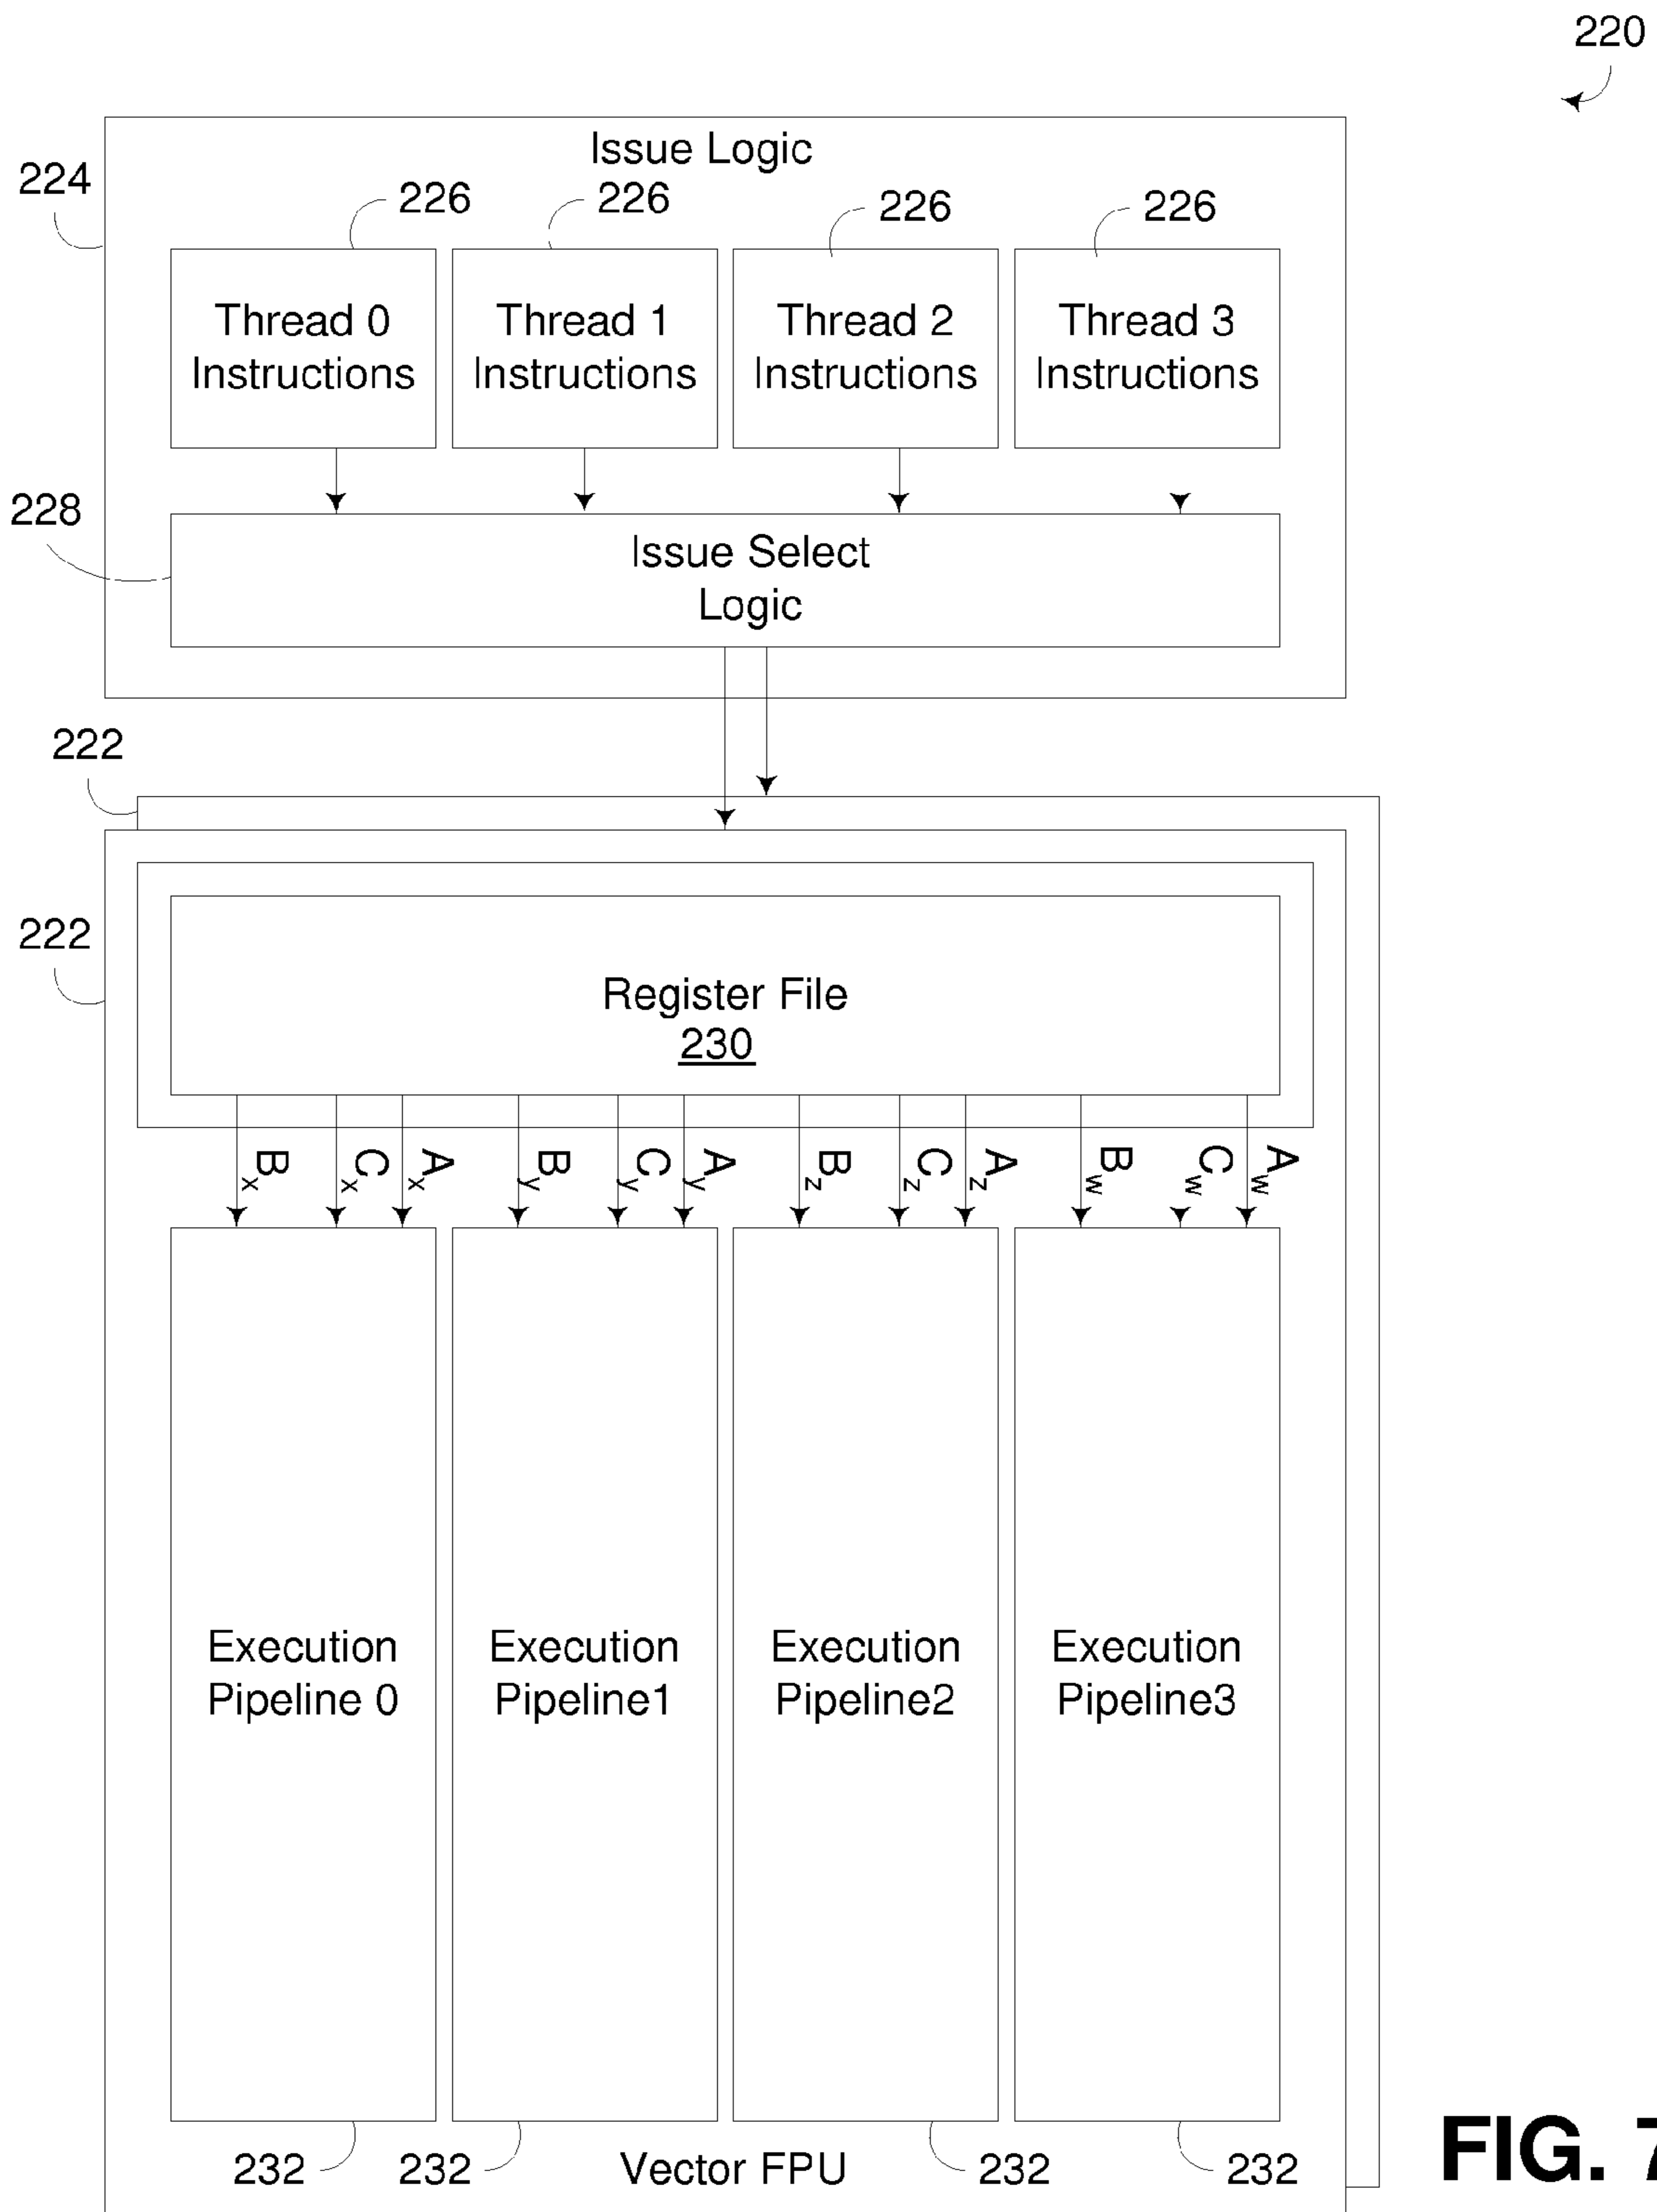 220
Issue Logic
224
226 226 226 226
Thread 0 Instructions
Thread 1 Instructions
Thread 2 Instructions
Thread 3 Instructions
228
Issue Select
Logic
222
222
Register File
230
Bx Cx Ax By Cy Ay Bz Cz Az Bw Cw Aw
Execution Pipeline 0
Execution Pipeline1
Execution Pipeline2
Execution Pipeline3
232 232 Vector FPU 232 232
FIG. 7